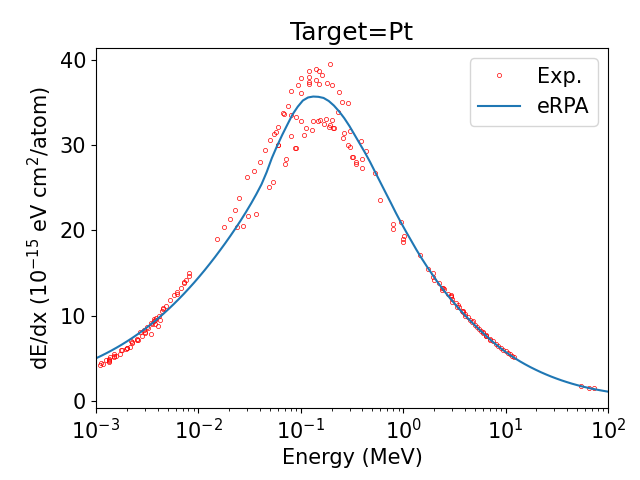 Target=Pt
dE/dx (10⁻¹⁵ eV cm²/atom)
40
30
20
10
0
Exp.
eRPA
10⁻³ 10⁻² 10⁻¹ 10⁰ 10¹ 10²
Energy (MeV)